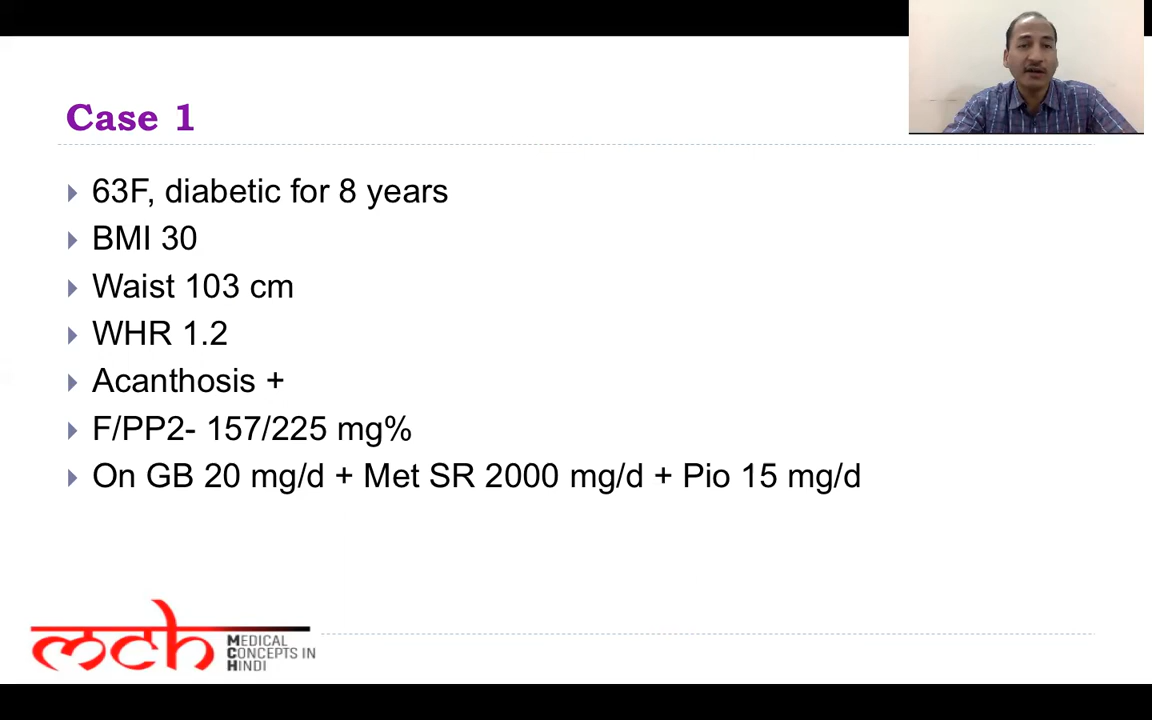 Case 1
63F, diabetic for 8 years
BMI 30
Waist 103 cm
WHR 1.2
Acanthosis +
F/PP2- 157/225 mg%
On GB 20 mg/d + Met SR 2000 mg/d + Pio 15 mg/d
मch
MEDICAL
CONCEPTS IN
HINDI